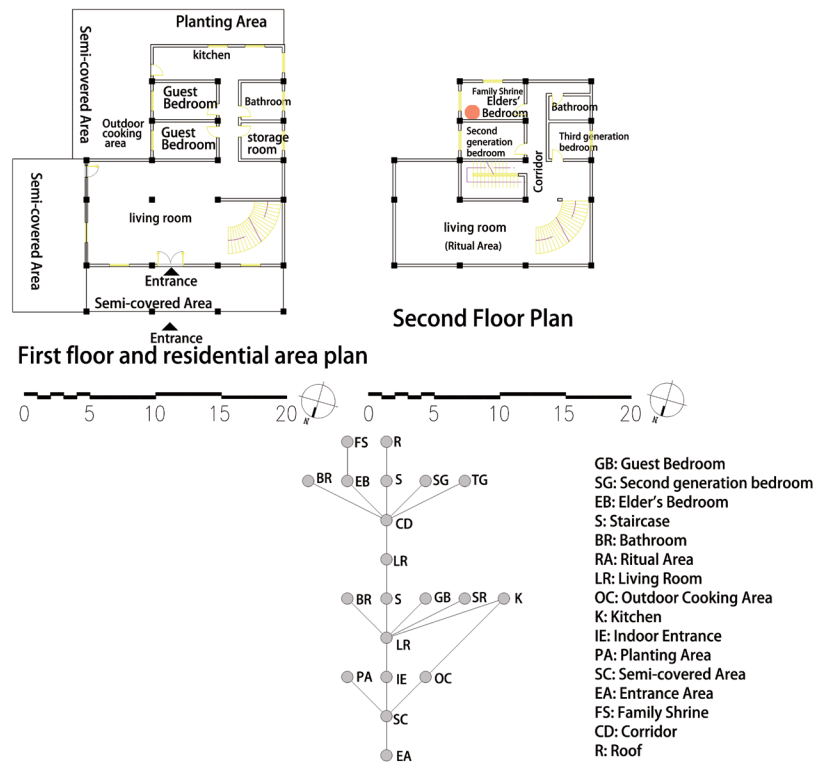 Planting Area
Semi-covered Area
kitchen
Guest
Bedroom
Bathroom
Outdoor
cooking
area
Guest
Bedroom
storage
room
Semi-covered Area
living room
Entrance
Semi-covered Area
Entrance
First floor and residential area plan
Family Shrine
Elders'
Bedroom
Bathroom
Second
generation
bedroom
Third generation
bedroom
Corridor
living room
(Ritual Area)
Second Floor Plan
0 5 10 15 20
N
0 5 10 15 20
N
FS R
BR EB S SG TG
CD
LR
BR S GB SR K
LR
PA IE OC
SC
EA
GB: Guest Bedroom
SG: Second generation bedroom
EB: Elder's Bedroom
S: Staircase
BR: Bathroom
RA: Ritual Area
LR: Living Room
OC: Outdoor Cooking Area
K: Kitchen
IE: Indoor Entrance
PA: Planting Area
SC: Semi-covered Area
EA: Entrance Area
FS: Family Shrine
CD: Corridor
R: Roof